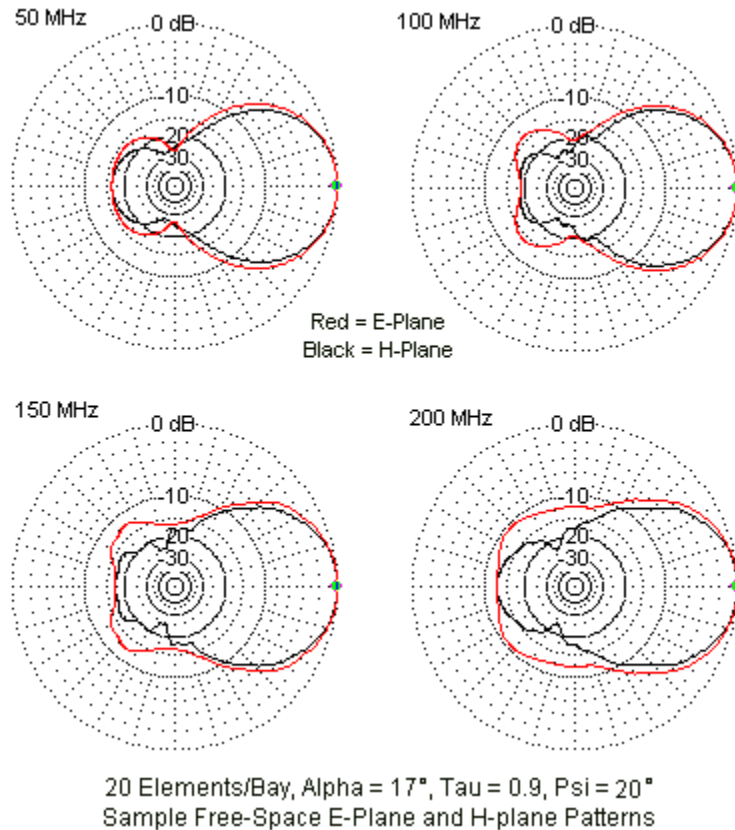 50 MHz
0 dB
-10
-20
-30
100 MHz
0 dB
-10
-20
-30
Red = E-Plane
Black = H-Plane
150 MHz
0 dB
-10
-20
-30
200 MHz
0 dB
-10
-20
-30
20 Elements/Bay, Alpha = 17°, Tau = 0.9, Psi = 20°
Sample Free-Space E-Plane and H-plane Patterns